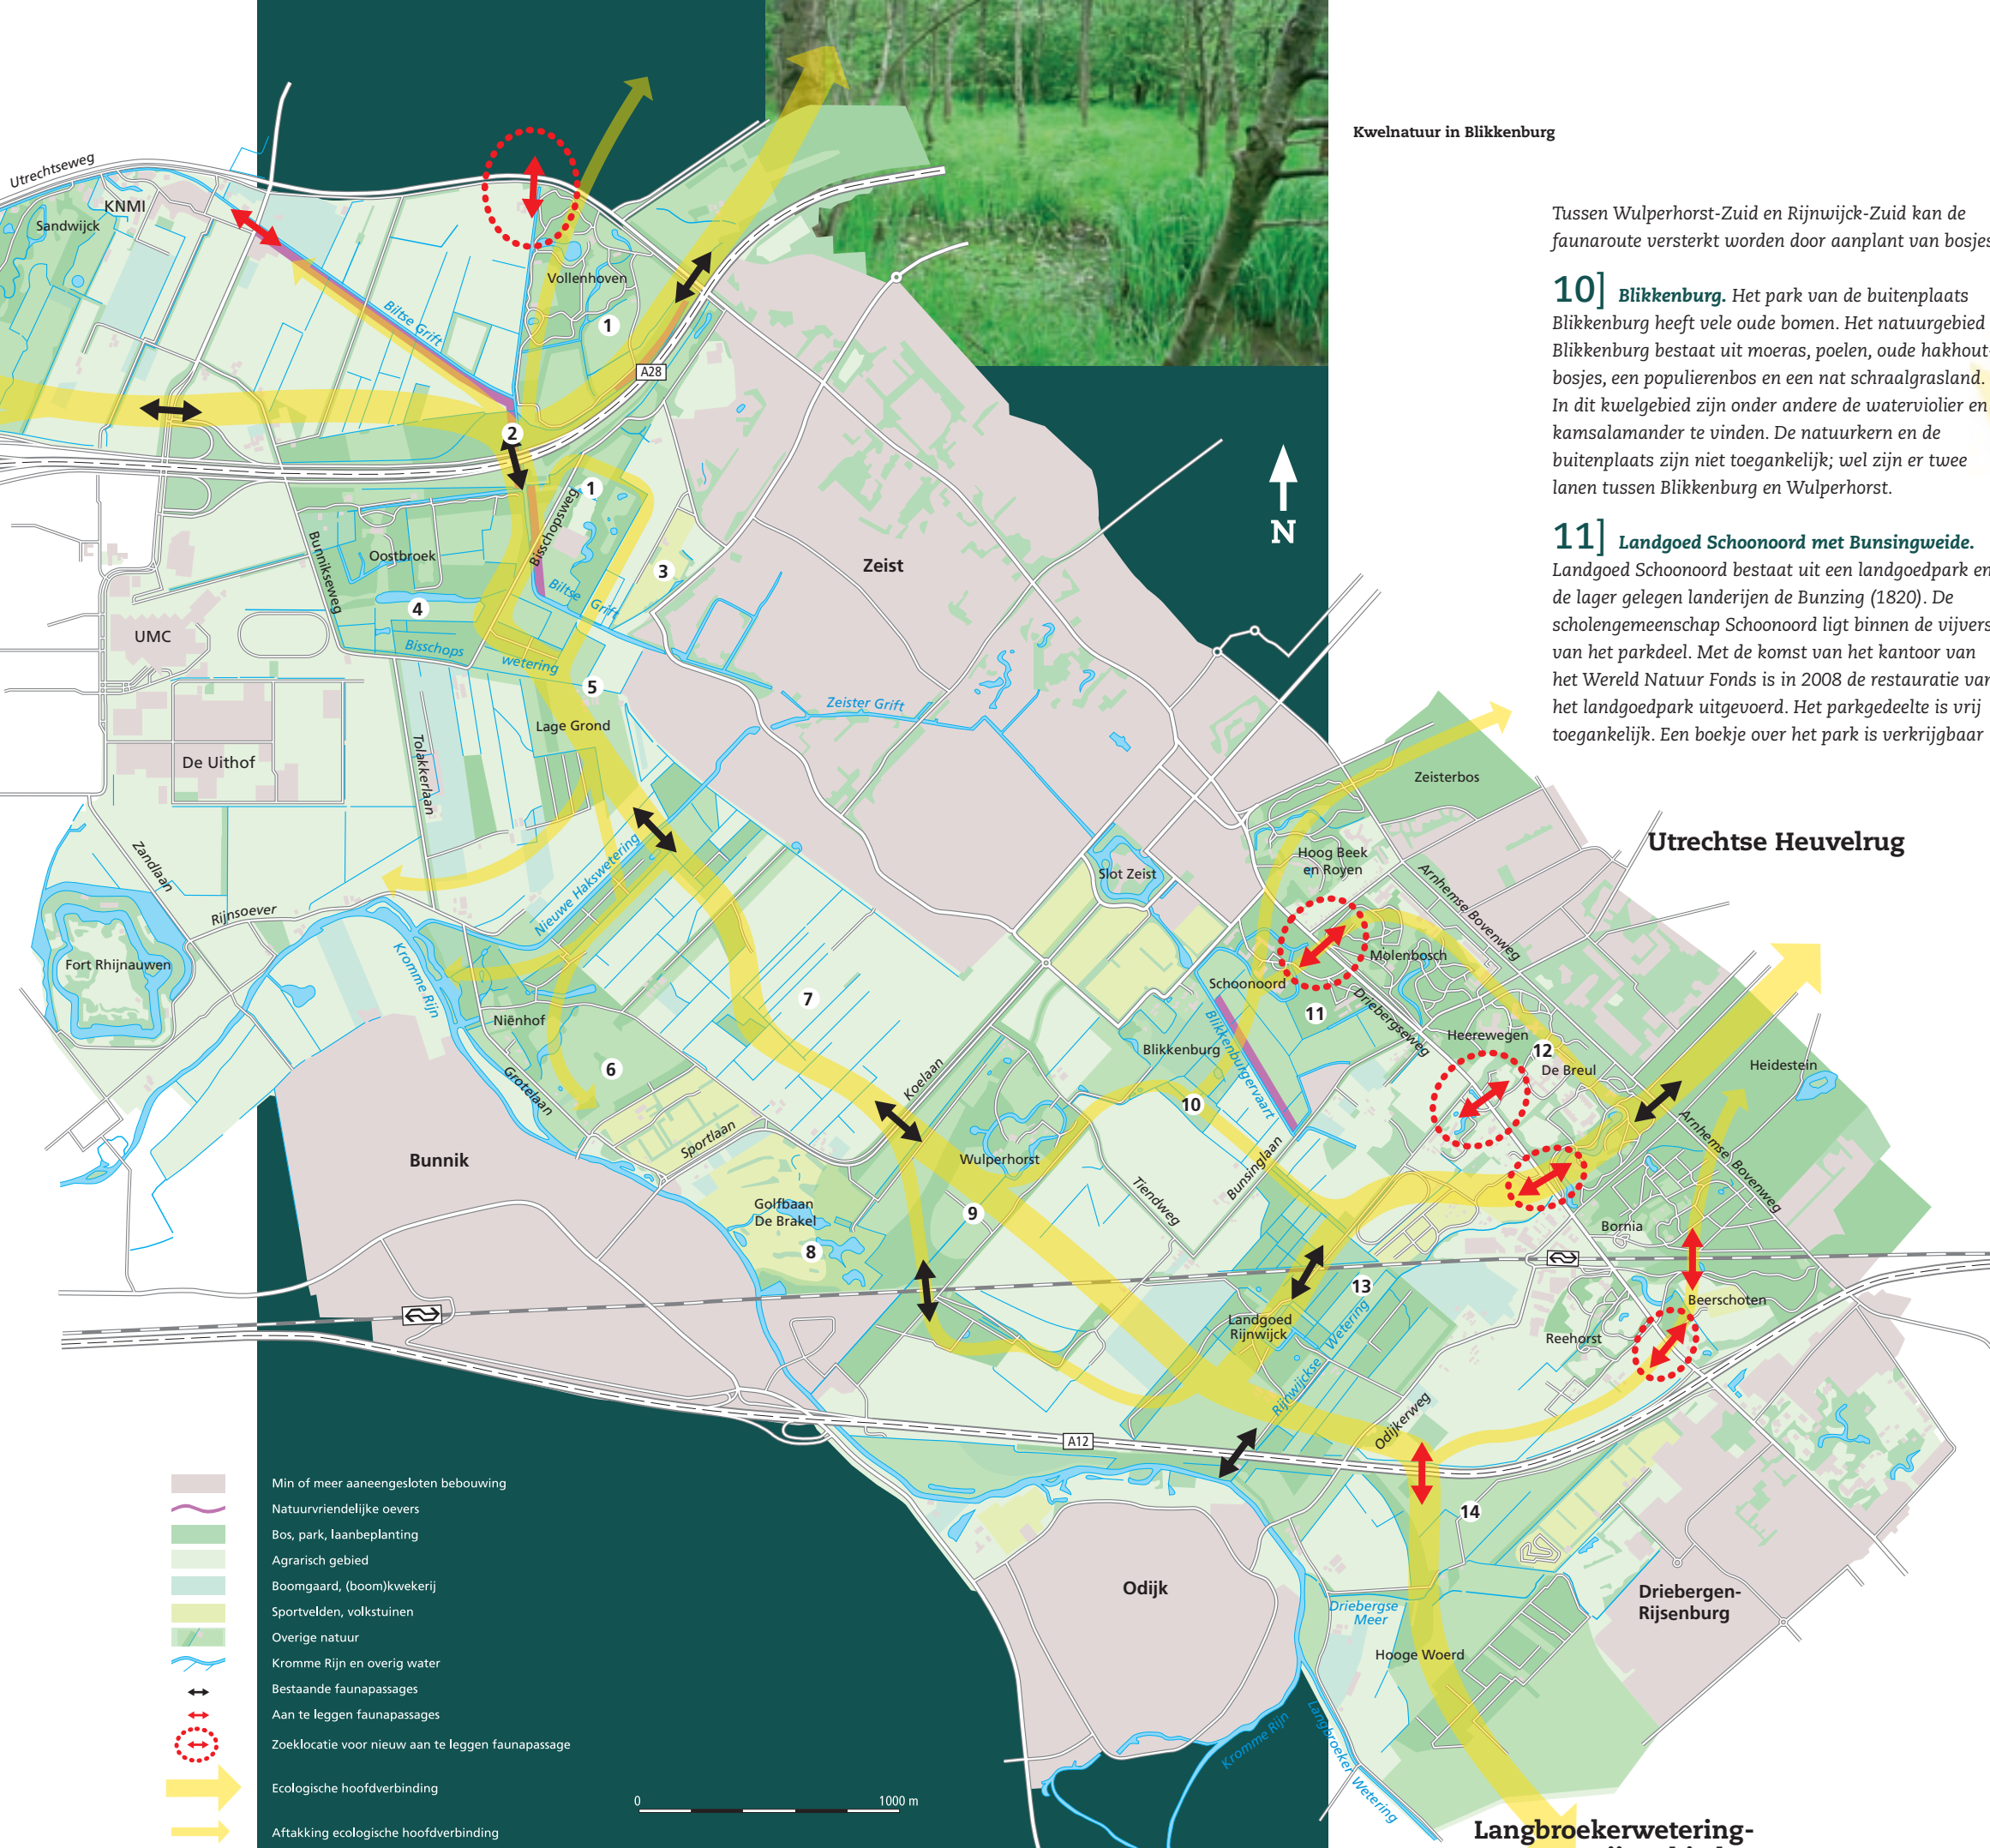 Kwelnatuur in Blikkenburg
Tussen Wulperhorst-Zuid en Rijnwijck-Zuid kan de
faunaroute versterkt worden door aanplant van bosjes
10] Blikkenburg. Het park van de buitenplaats
Blikkenburg heeft vele oude bomen. Het natuurgebied
Blikkenburg bestaat uit moeras, poelen, oude hakhout-
bosjes, een populierenbos en een nat schraalgrasland.
In dit kwelgebied zijn onder andere de waterviolier en
kamsalamander te vinden. De natuurkern en de
buitenplaats zijn niet toegankelijk; wel zijn er twee
lanen tussen Blikkenburg en Wulperhorst.
11] Landgoed Schoonoord met Bunsingweide.
Landgoed Schoonoord bestaat uit een landgoedpark en
de lager gelegen landerijen de Bunzing (1820). De
scholengemeenschap Schoonoord ligt binnen de vijvers
van het parkdeel. Met de komst van het kantoor van
het Wereld Natuur Fonds is in 2008 de restauratie van
het landgoedpark uitgevoerd. Het parkgedeelte is vrij
toegankelijk. Een boekje over het park is verkrijgbaar
Utrechtseweg
KNMI
Sandwijck
Biltse Grift
Vollenhoven
1
A28
2
1
Bisschopsweg
Bunnikseweg
Oostbroek
3
4
Biltse Grift
UMC
Bisschops
wetering
5
Lage Grond
De Uithof
Tolakkerlaan
Zeist
N
Zeister Grift
Zeisterbos
Utrechtse Heuvelrug
Zandlaan
Rijnsoever
Nieuwe Hakswetering
Slot Zeist
Hoog Beek
en Royen
Arnhemse Bovenweg
Fort Rhijnauwen
Kromme Rijn
Niënhof
7
Molenbosch
Schoonoord
11
Driebergseweg
Blikkenburgervaart
Blikkenburg
Heerewegen
12
De Breul
Heidestein
6
Grotelaan
Koelaan
10
Arnhemse Bovenweg
Sportlaan
Bunnik
Wulperhorst
Tiendweg
Bunsinglaan
Golfbaan
De Brakel
8
9
Bornia
13
Beerschoten
Landgoed
Rijnwijck
Rijnwijckse Wetering
Reehorst
Odijkerweg
A12
14
Odijk
Driebergse
Meer
Driebergen-
Rijsenburg
Hooge Woerd
Kromme Rijn
Langbroeker Wetering
Langbroekerwetering-
Min of meer aaneengesloten bebouwing
Natuurvriendelijke oevers
Bos, park, laanbeplanting
Agrarisch gebied
Boomgaard, (boom)kwekerij
Sportvelden, volkstuinen
Overige natuur
Kromme Rijn en overig water
Bestaande faunapassages
Aan te leggen faunapassages
Zoeklocatie voor nieuw aan te leggen faunapassage
Ecologische hoofdverbinding
Aftakking ecologische hoofdverbinding
0 1000 m